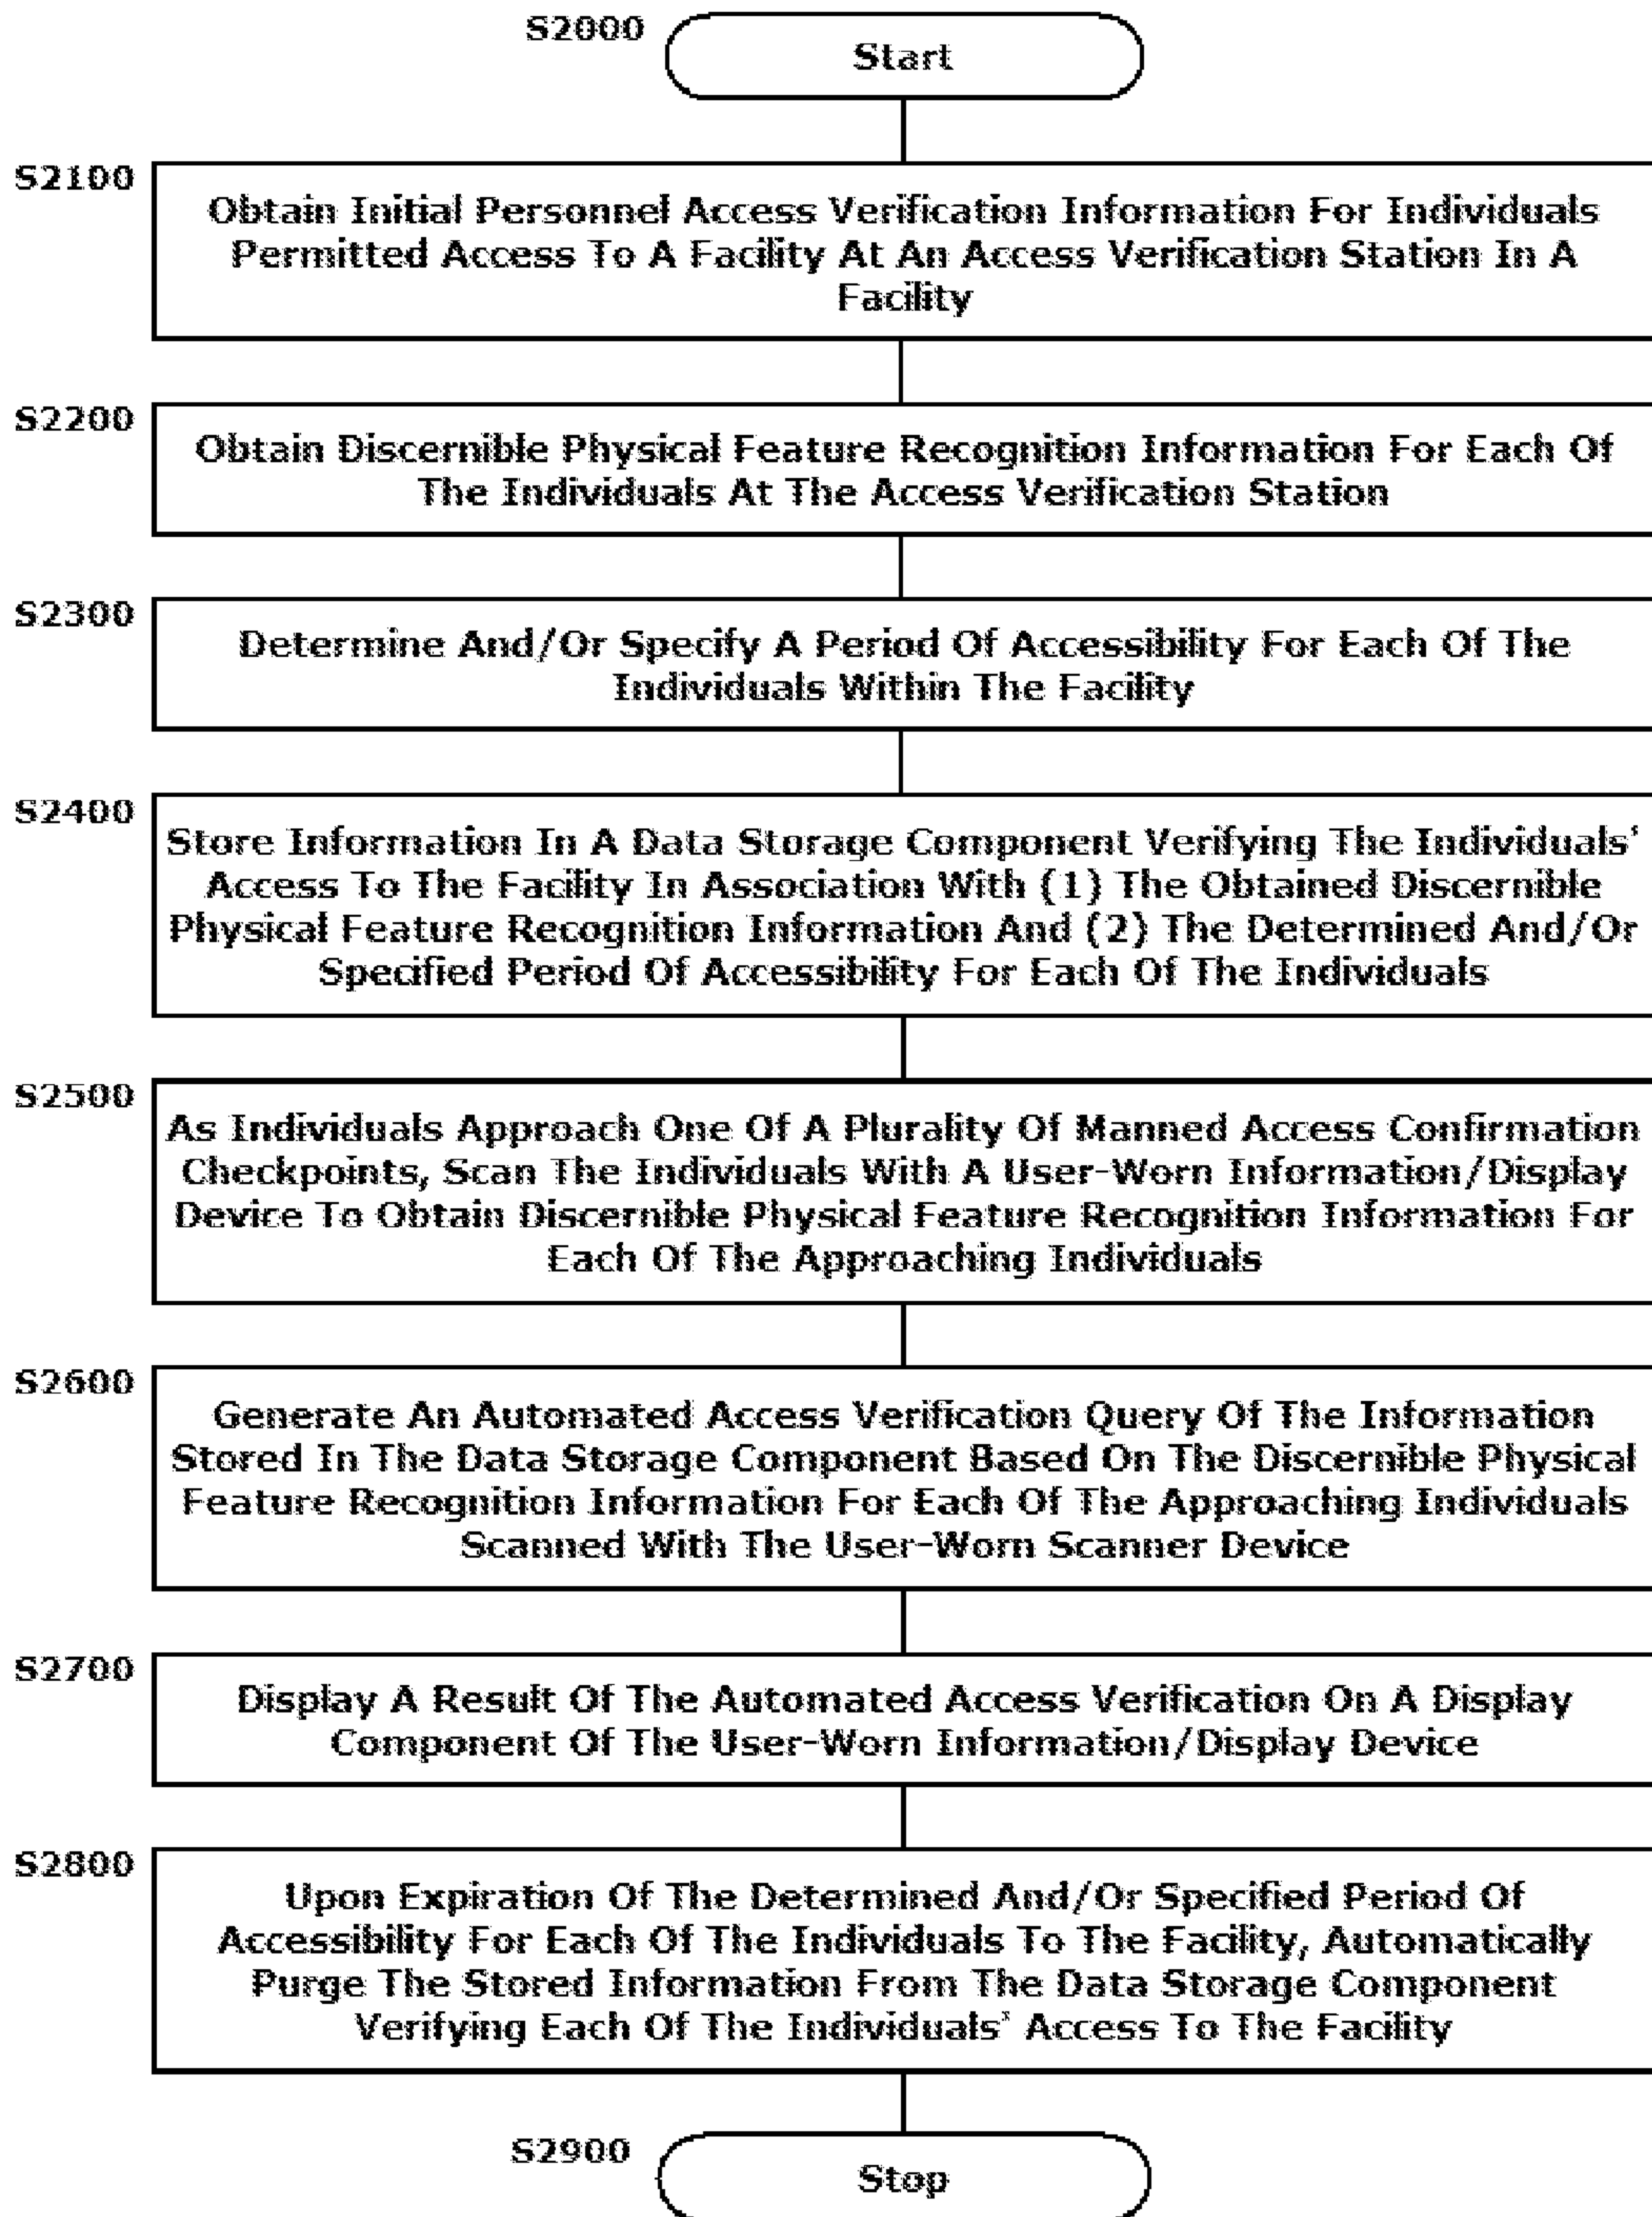 S2000
Start
S2100
Obtain Initial Personnel Access Verification Information For Individuals
Permitted Access To A Facility At An Access Verification Station In A
Facility
S2200
Obtain Discernible Physical Feature Recognition Information For Each Of
The Individuals At The Access Verification Station
S2300
Determine And/Or Specify A Period Of Accessibility For Each Of The
Individuals Within The Facility
S2400
Store Information In A Data Storage Component Verifying The Individuals'
Access To The Facility In Association With (1) The Obtained Discernible
Physical Feature Recognition Information And (2) The Determined And/Or
Specified Period Of Accessibility For Each Of The Individuals
S2500
As Individuals Approach One Of A Plurality Of Manned Access Confirmation
Checkpoints, Scan The Individuals With A User-Worn Information/Display
Device To Obtain Discernible Physical Feature Recognition Information For
Each Of The Approaching Individuals
S2600
Generate An Automated Access Verification Query Of The Information
Stored In The Data Storage Component Based On The Discernible Physical
Feature Recognition Information For Each Of The Approaching Individuals
Scanned With The User-Worn Scanner Device
S2700
Display A Result Of The Automated Access Verification On A Display
Component Of The User-Worn Information/Display Device
S2800
Upon Expiration Of The Determined And/Or Specified Period Of
Accessibility For Each Of The Individuals To The Facility, Automatically
Purge The Stored Information From The Data Storage Component
Verifying Each Of The Individuals' Access To The Facility
S2900
Stop